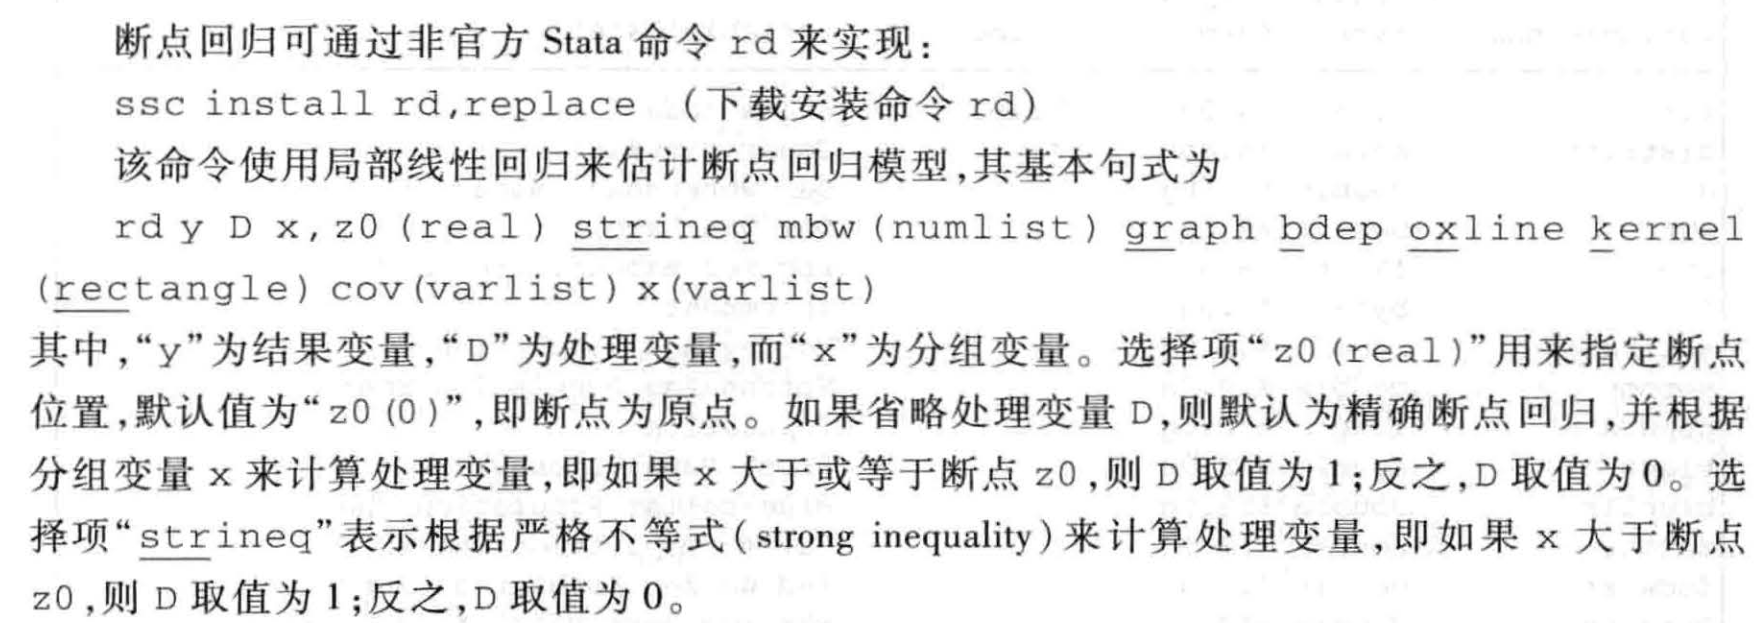 断点回归可通过非官方 Stata 命令 rd 来实现：
ssc install rd,replace （下载安装命令 rd）
该命令使用局部线性回归来估计断点回归模型,其基本句式为
rd y D x,z0(real) strineq mbw(numlist) graph bdep oxline kernel
(rectangle) cov(varlist) x(varlist)
其中,“y”为结果变量,“D”为处理变量,而“x”为分组变量。选择项“z0(real)”用来指定断点
位置,默认值为“z0(0)”,即断点为原点。如果省略处理变量 D,则默认为精确断点回归,并根据
分组变量 x 来计算处理变量,即如果 x 大于或等于断点 z0,则 D 取值为 1;反之,D 取值为 0。选
择项“strineq”表示根据严格不等式(strong inequality)来计算处理变量,即如果 x 大于断点
z0,则 D 取值为 1;反之,D 取值为 0。